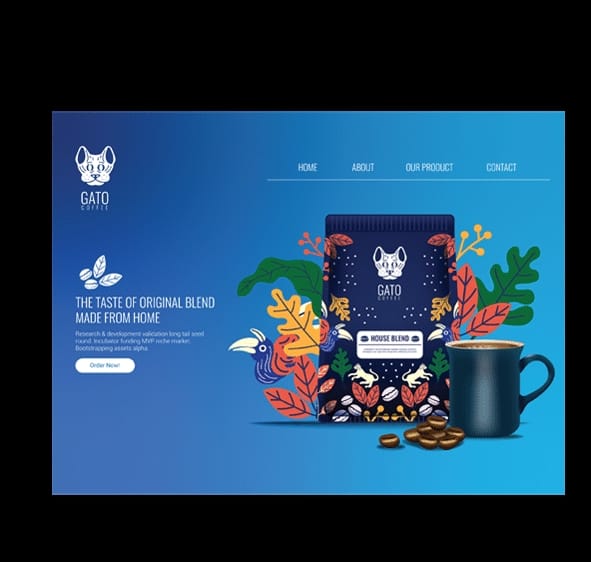 GATO
COFFEE
HOME ABOUT OUR PRODUCT CONTACT
THE TASTE OF ORIGINAL BLEND
MADE FROM HOME
Research & development validation long tail seed
round. Incubator funding MVP niche market.
Bootstrapping assets alpha.
Order Now!
GATO
COFFEE
HOUSE BLEND